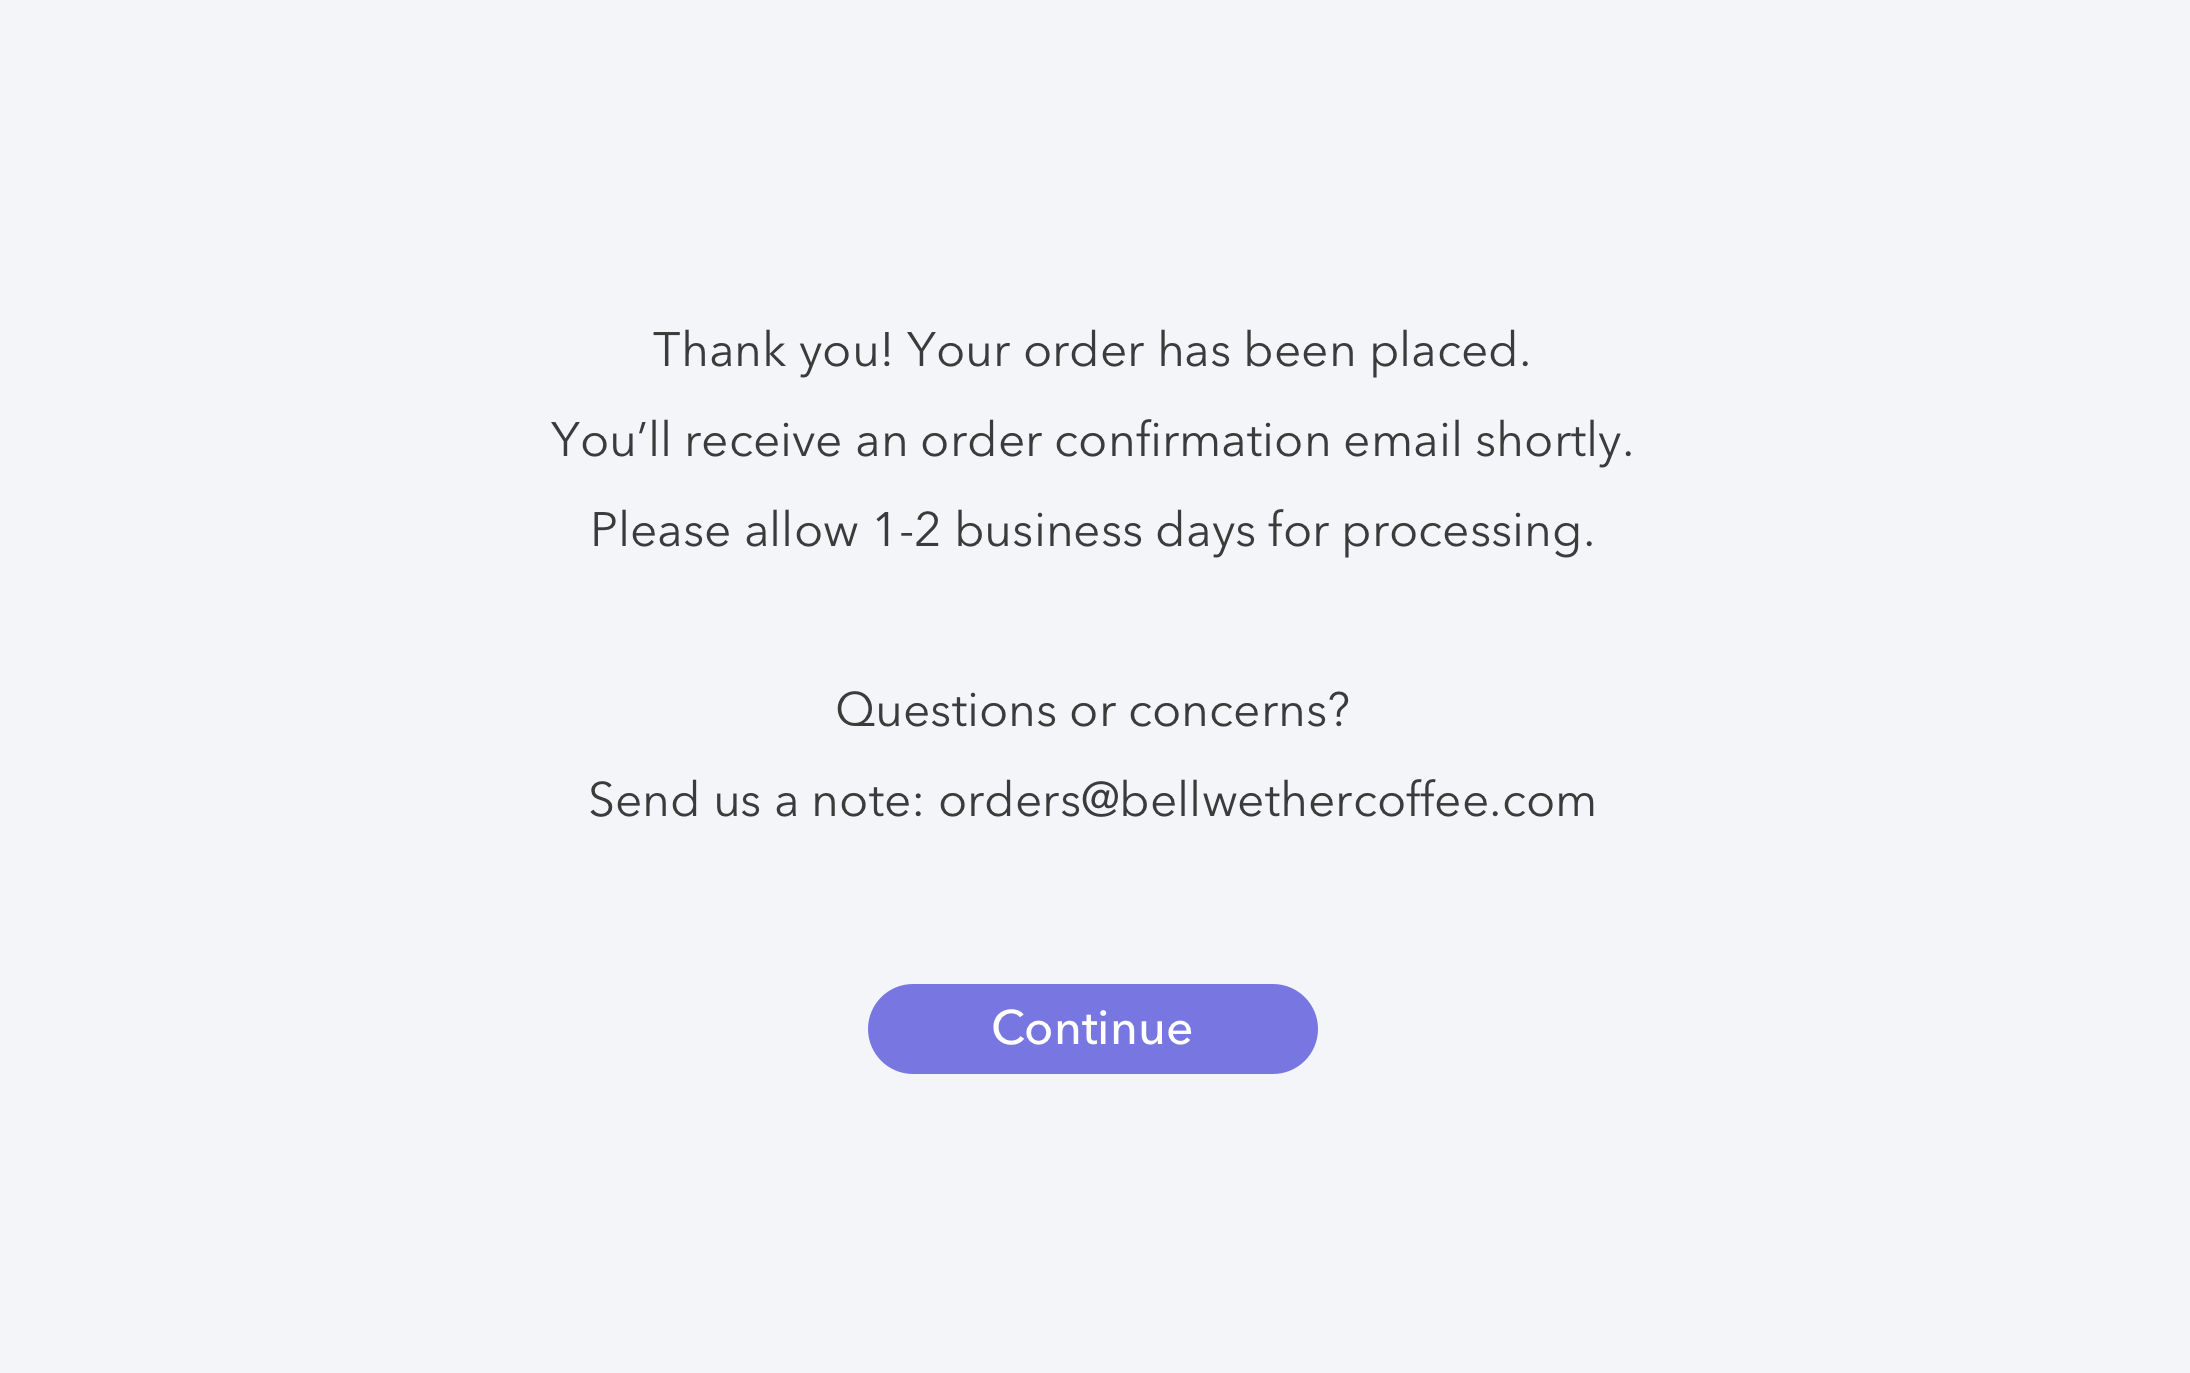 Thank you! Your order has been placed.
You’ll receive an order confirmation email shortly.
Please allow 1-2 business days for processing.
Questions or concerns?
Send us a note: orders@bellwethercoffee.com
Continue